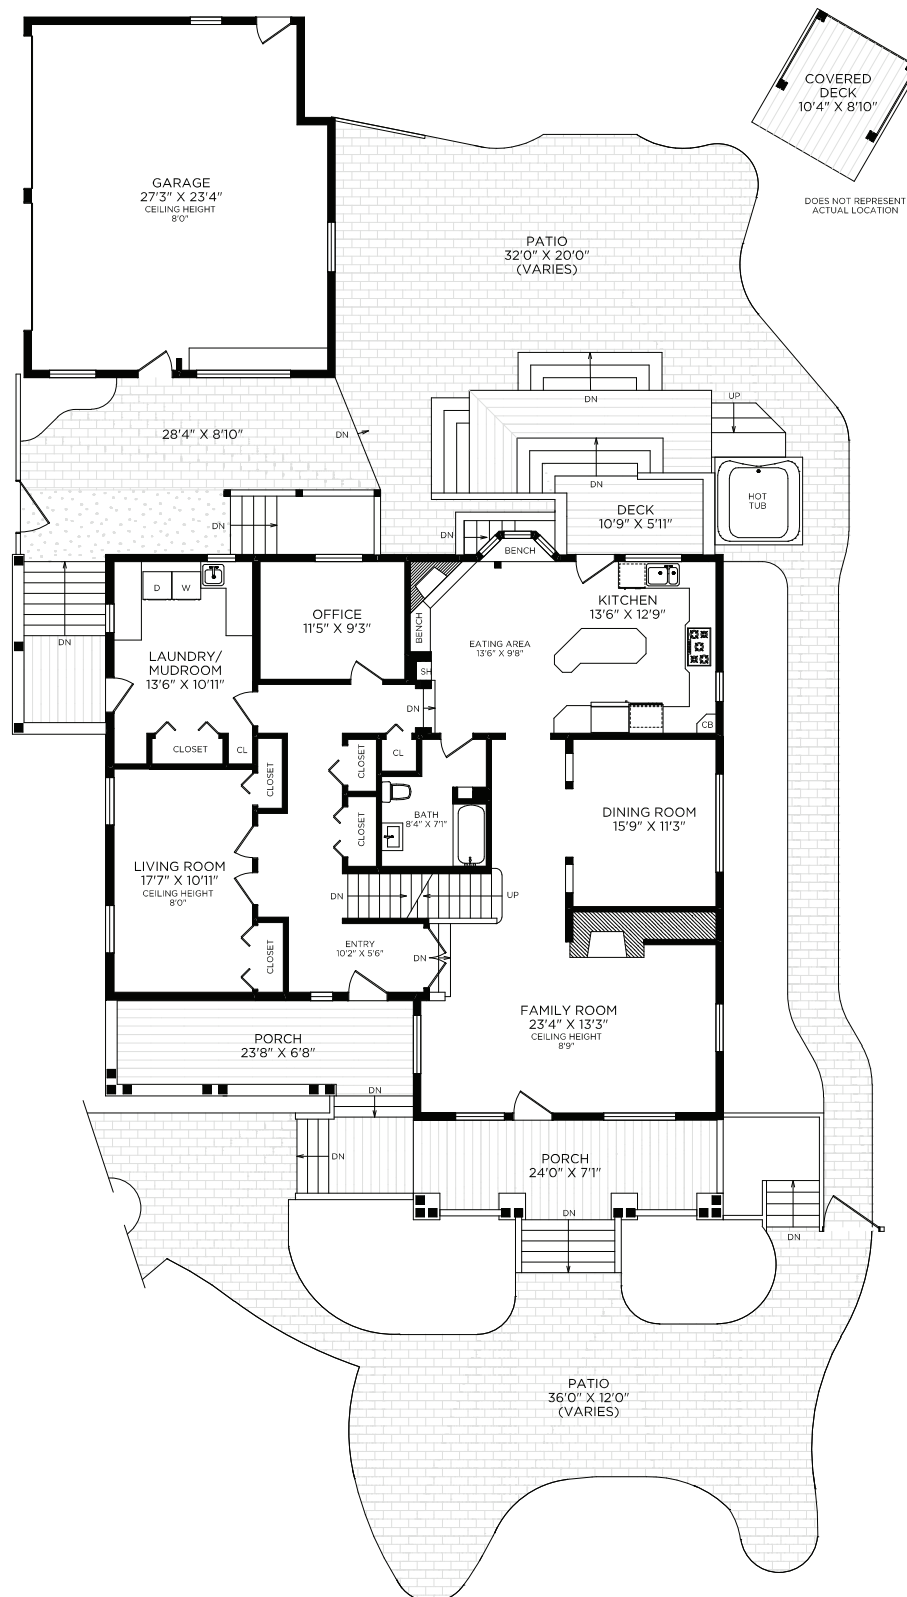 COVERED
DECK
10'4" X 8'10"
DOES NOT REPRESENT
ACTUAL LOCATION
GARAGE
27'3" X 23'4"
CEILING HEIGHT
8'0"
PATIO
32'0" X 20'0"
(VARIES)
DN
UP
28'4" X 8'10"
DN
DN
HOT
TUB
DECK
10'9" X 5'11"
DN
DN
BENCH
D
W
OFFICE
11'5" X 9'3"
KITCHEN
13'6" X 12'9"
BENCH
EATING AREA
13'6" X 9'8"
DN
LAUNDRY/
MUDROOM
13'6" X 10'11"
SH
DN
CB
CLOSET
CL
CL
CLOSET
CLOSET
BATH
8'4" X 7'1"
DINING ROOM
15'9" X 11'3"
CLOSET
LIVING ROOM
17'7" X 10'11"
CEILING HEIGHT
8'0"
DN
UP
CLOSET
ENTRY
10'2" X 5'6"
DN
FAMILY ROOM
23'4" X 13'3"
CEILING HEIGHT
8'9"
PORCH
23'8" X 6'8"
DN
DN
PORCH
24'0" X 7'1"
DN
DN
PATIO
36'0" X 12'0"
(VARIES)